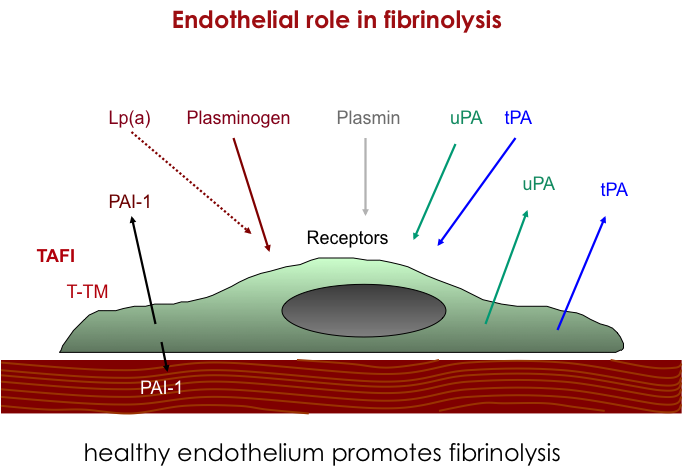 Endothelial role in fibrinolysis
Lp(a) Plasminogen Plasmin uPA tPA
uPA
tPA
PAI-1
Receptors
TAFI
T-TM
PAI-1
healthy endothelium promotes fibrinolysis